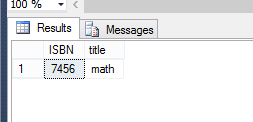 100 %
Results Messages
ISBN title
1 7456 math